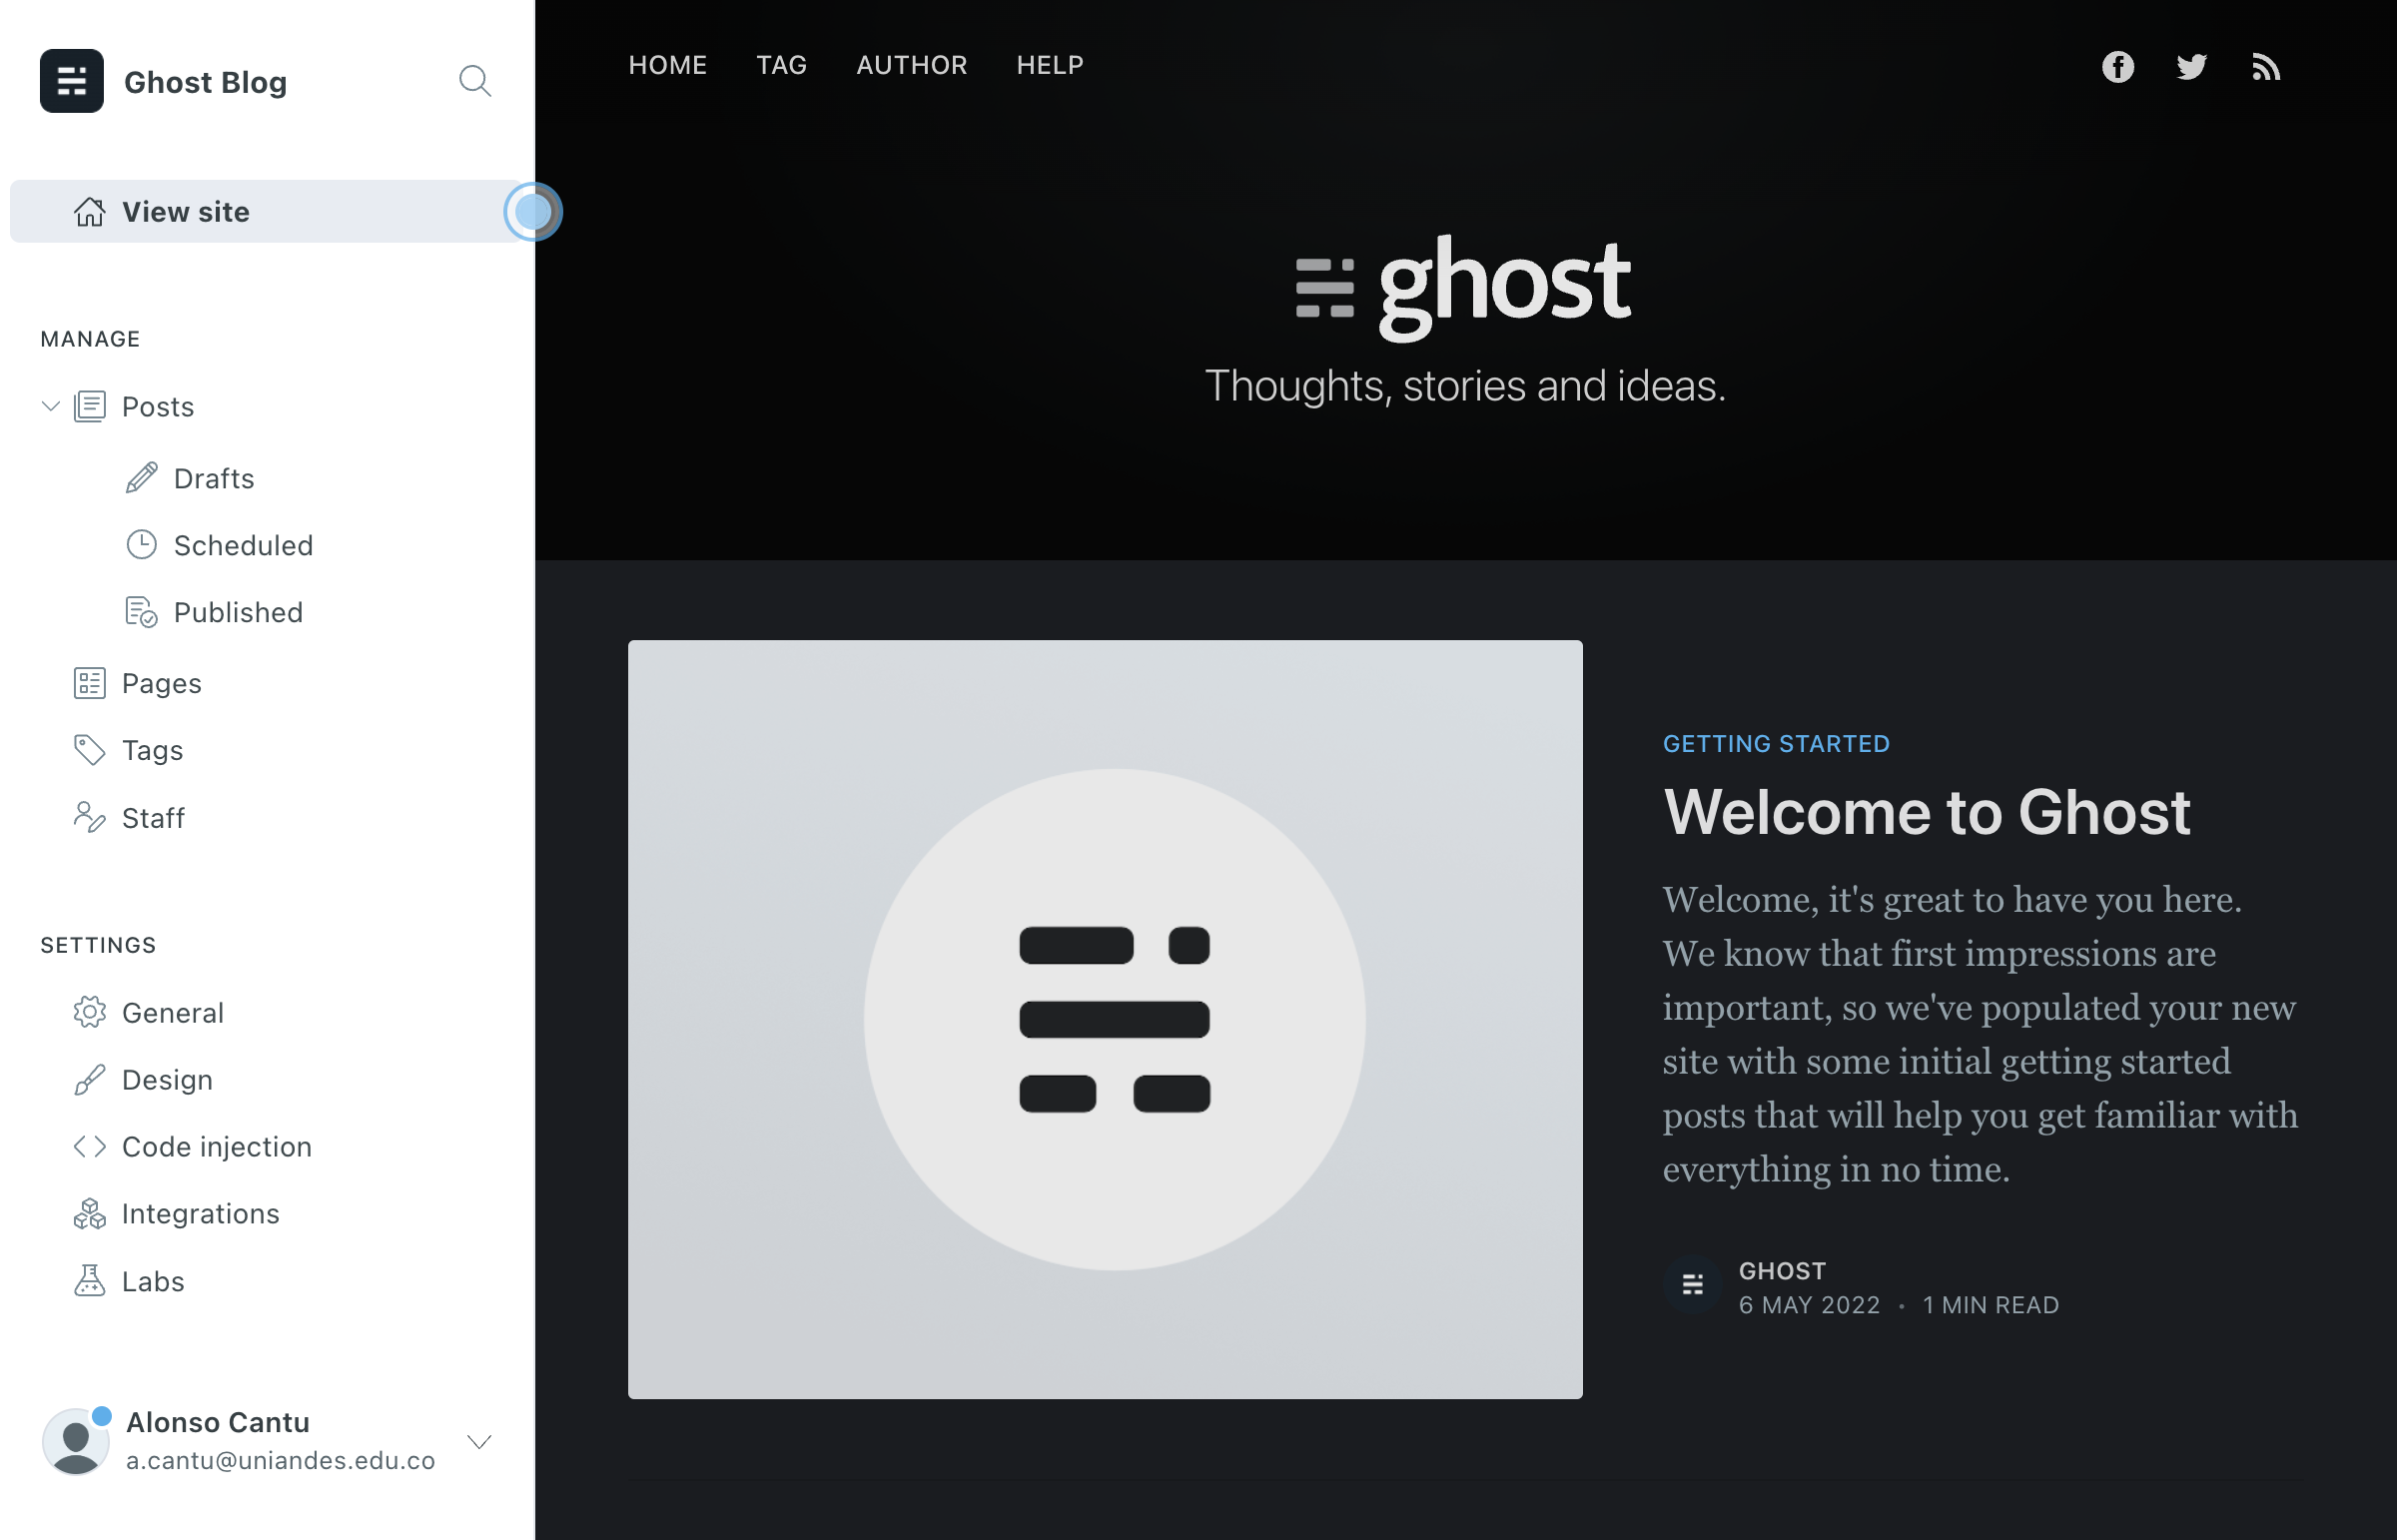 Ghost Blog
View site
MANAGE
Posts
Drafts
Scheduled
Published
Pages
Tags
Staff
SETTINGS
General
Design
Code injection
Integrations
Labs
Alonso Cantu
a.cantu@uniandes.edu.co
HOME TAG AUTHOR HELP
ghost
Thoughts, stories and ideas.
GETTING STARTED
Welcome to Ghost
Welcome, it's great to have you here.
We know that first impressions are
important, so we've populated your new
site with some initial getting started
posts that will help you get familiar with
everything in no time.
GHOST
6 MAY 2022 • 1 MIN READ